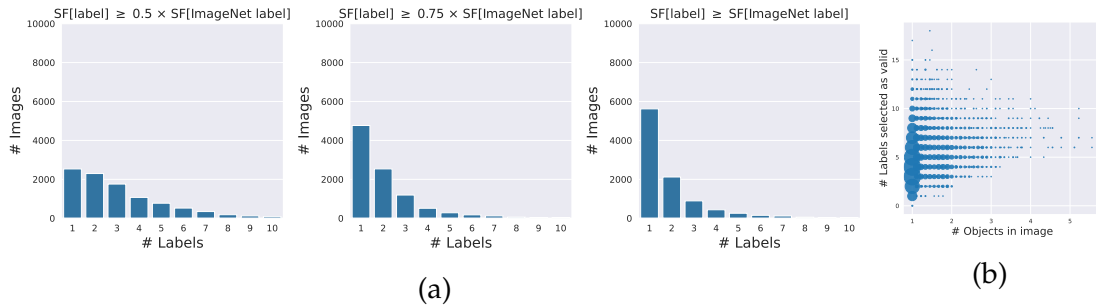 SF[label] ≥ 0.5 × SF[ImageNet label]
10000
8000
6000
4000
2000
0
# Images
1 2 3 4 5 6 7 8 9 10
# Labels
SF[label] ≥ 0.75 × SF[ImageNet label]
10000
8000
6000
4000
2000
0
# Images
1 2 3 4 5 6 7 8 9 10
# Labels
SF[label] ≥ SF[ImageNet label]
10000
8000
6000
4000
2000
0
# Images
1 2 3 4 5 6 7 8 9 10
# Labels
(a)
# Labels selected as valid
15
10
5
0
1 2 3 4 5
# Objects in image
(b)